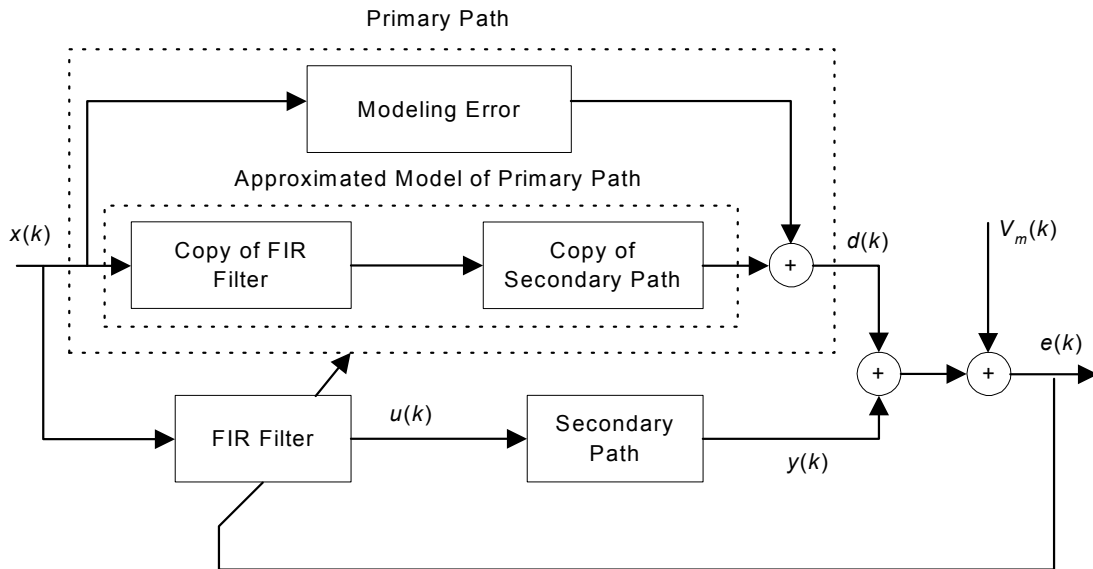 Primary Path
Modeling Error
Approximated Model of Primary Path
x(k)
Copy of FIR
Filter
Copy of
Secondary Path
+
d(k)
V_m(k)
+
+
e(k)
FIR Filter
u(k)
Secondary
Path
y(k)